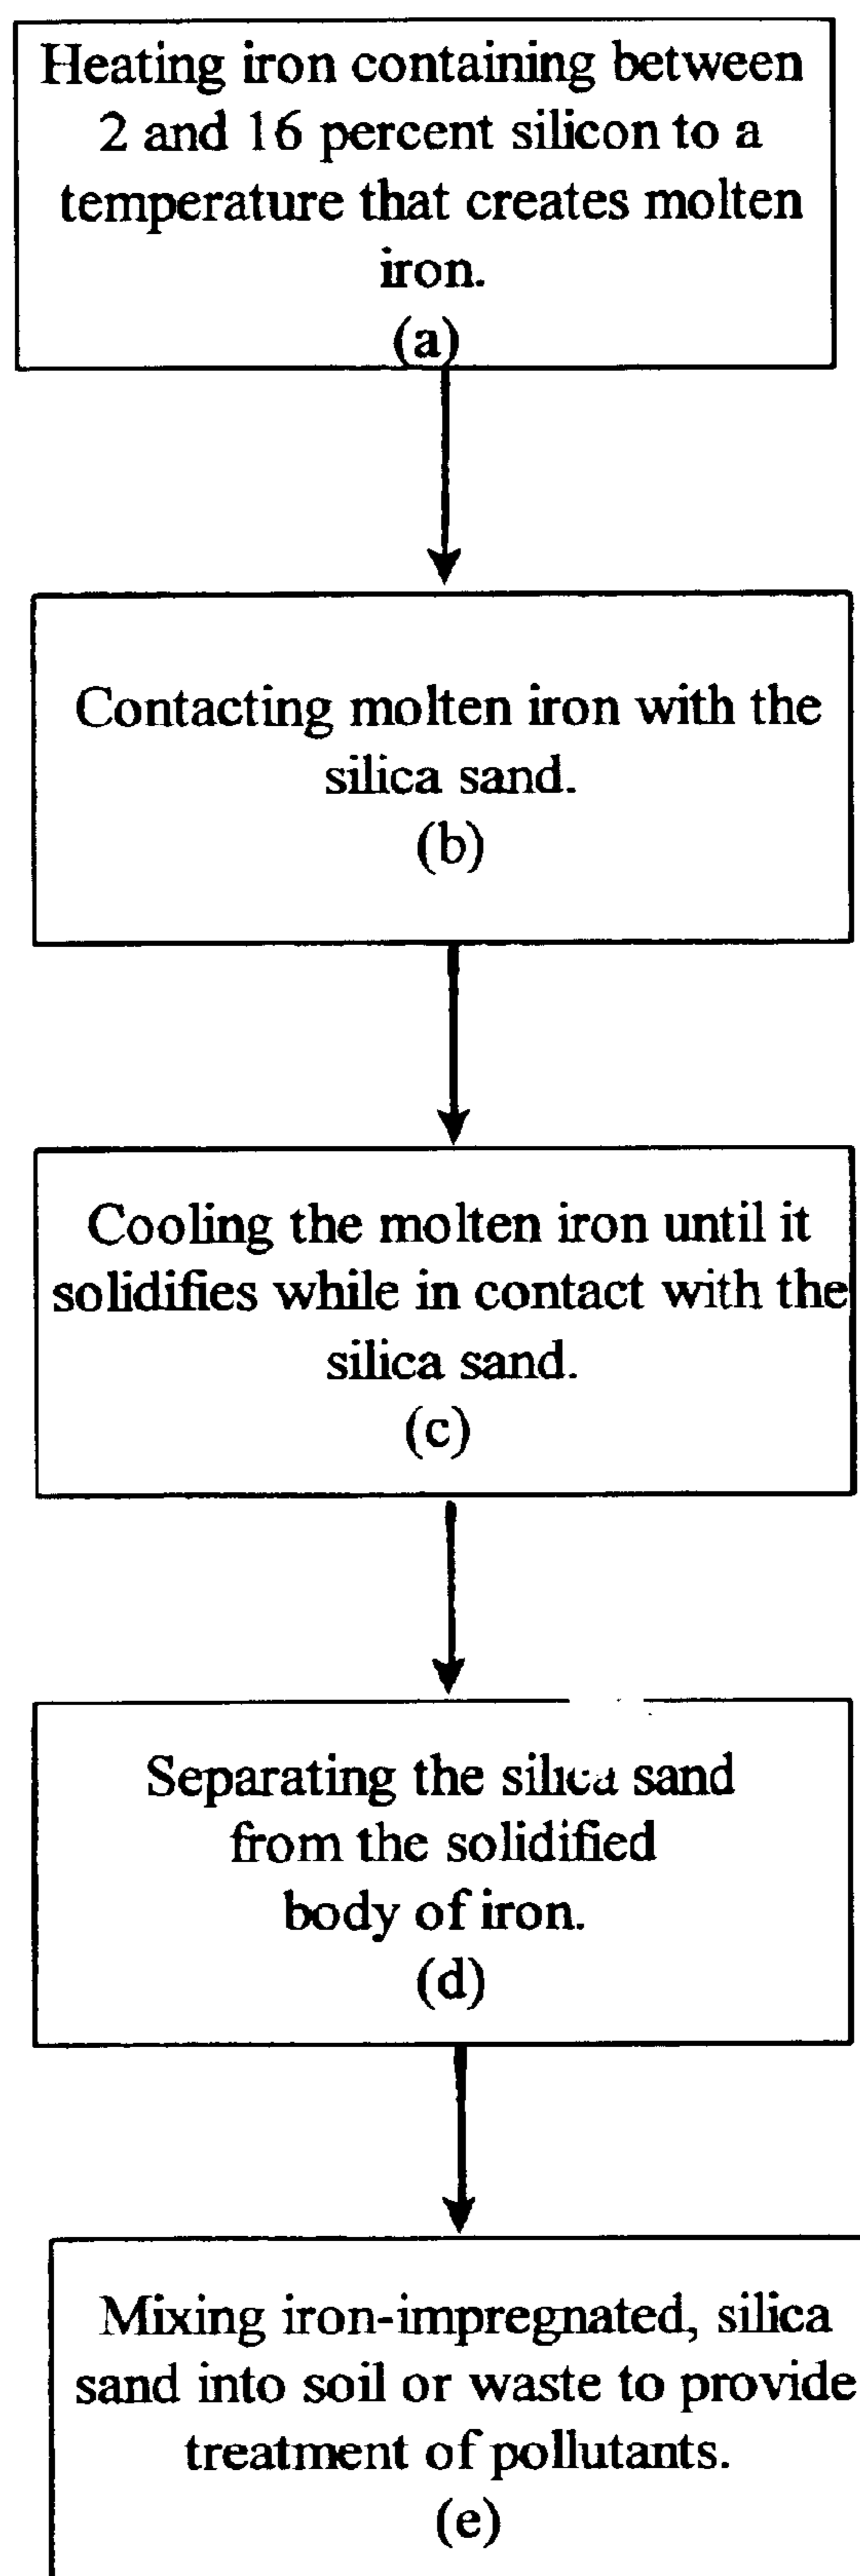 Heating iron containing between
2 and 16 percent silicon to a
temperature that creates molten
iron.
(a)
Contacting molten iron with the
silica sand.
(b)
Cooling the molten iron until it
solidifies while in contact with the
silica sand.
(c)
Separating the silica sand
from the solidified
body of iron.
(d)
Mixing iron-impregnated, silica
sand into soil or waste to provide
treatment of pollutants.
(e)